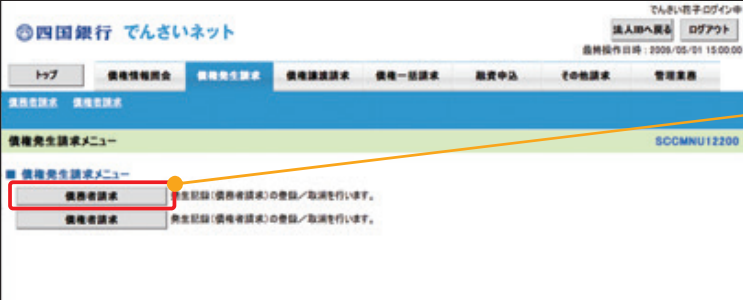 でんさい花子ログイン中
四国銀行 でんさいネット
法人IBへ戻る ログアウト
最終操作日時：2009/05/01 15:00:00
トップ 債権情報照会 債権発生請求 債権譲渡請求 債権一括請求 融資申込 その他請求 管理業務
債務者請求 債権者請求
債権発生請求メニュー SCCMNU12200
■ 債権発生請求メニュー
債務者請求 発生記録（債務者請求）の登録／取消を行います。
債権者請求 発生記録（債権者請求）の登録／取消を行います。